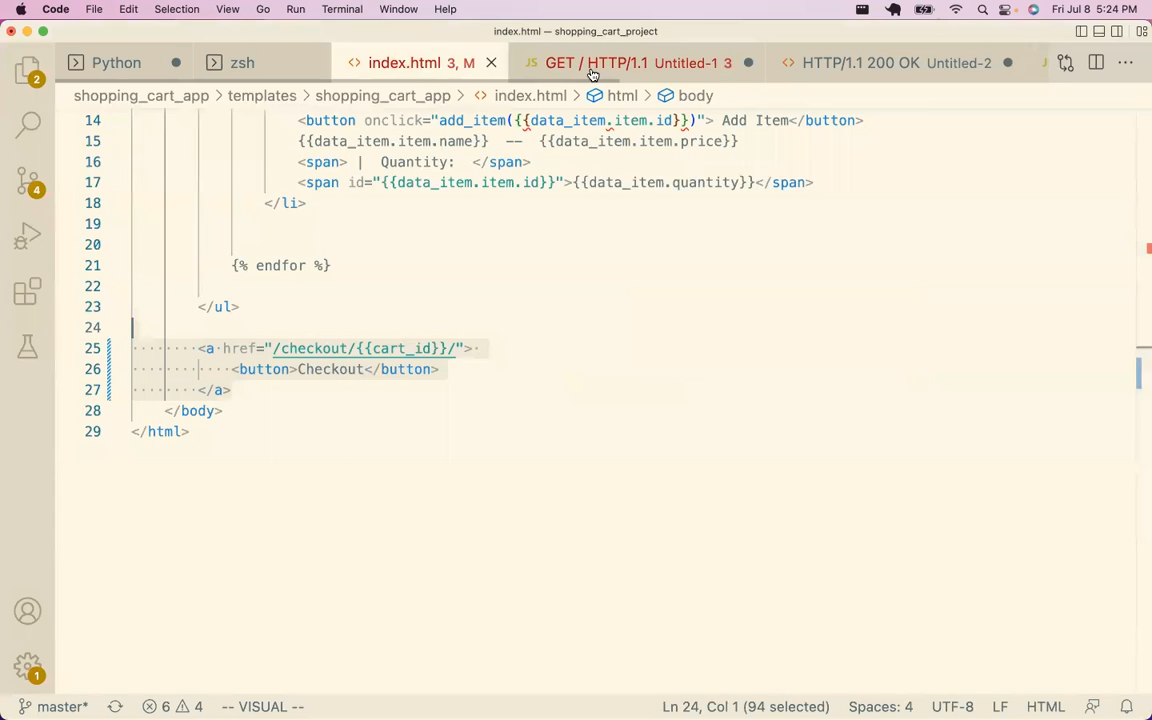 Code File Edit Selection View Go Run Terminal Window Help Fri Jul 8 5:24 PM
index.html — shopping_cart_project
Python zsh index.html 3, M GET / HTTP/1.1 Untitled-1 3 HTTP/1.1 200 OK Untitled-2
shopping_cart_app > templates > shopping_cart_app > index.html > html > body
14 <button onclick="add_item({{data_item.item.id}})"> Add Item</button>
15 {{data_item.item.name}} -- {{data_item.item.price}}
16 <span> | Quantity: </span>
17 <span id="{{data_item.item.id}}">{{data_item.quantity}}</span>
18 </li>
19
20
21 {% endfor %}
22
23 </ul>
24
25 <a href="/checkout/{{cart_id}}/">
26 <button>Checkout</button>
27 </a>
28 </body>
29 </html>
2
4
1
master* 6 4 -- VISUAL -- Ln 24, Col 1 (94 selected) Spaces: 4 UTF-8 LF HTML